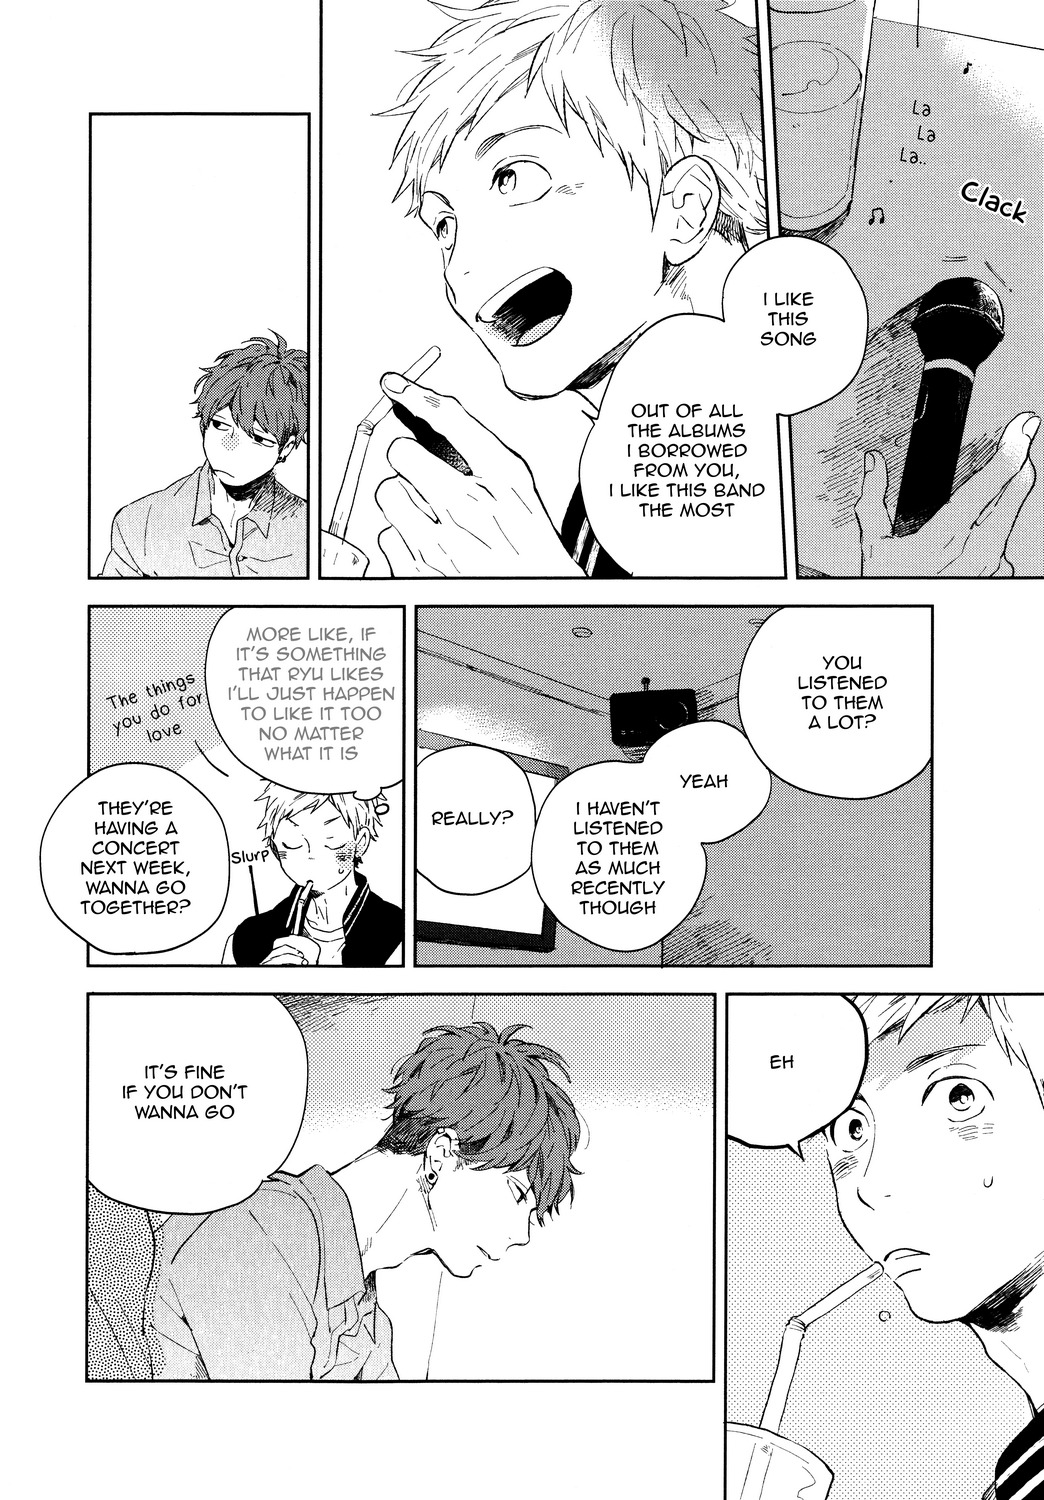 La
La
La..
Clack
I LIKE
THIS
SONG
OUT OF ALL
THE ALBUMS
I BORROWED
FROM YOU,
I LIKE THIS BAND
THE MOST
YOU
LISTENED
TO THEM
A LOT?
YEAH
I HAVEN'T
LISTENED
TO THEM
AS MUCH
RECENTLY
THOUGH
REALLY?
MORE LIKE, IF
IT'S SOMETHING
THAT RYU LIKES
I'LL JUST HAPPEN
TO LIKE IT TOO
NO MATTER
WHAT IT IS
The things
you do for
love
Slurp
THEY'RE
HAVING A
CONCERT
NEXT WEEK,
WANNA GO
TOGETHER?
EH
IT'S FINE
IF YOU DON'T
WANNA GO